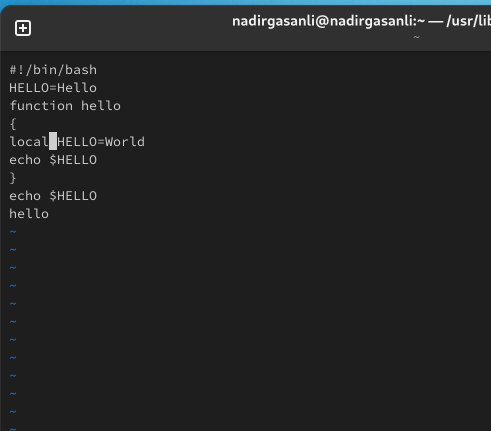 nadirgasanli@nadirgasanli:~ — /usr/lib
~
#!/bin/bash
HELLO=Hello
function hello
{
local HELLO=World
echo $HELLO
}
echo $HELLO
hello
~
~
~
~
~
~
~
~
~
~
~
~